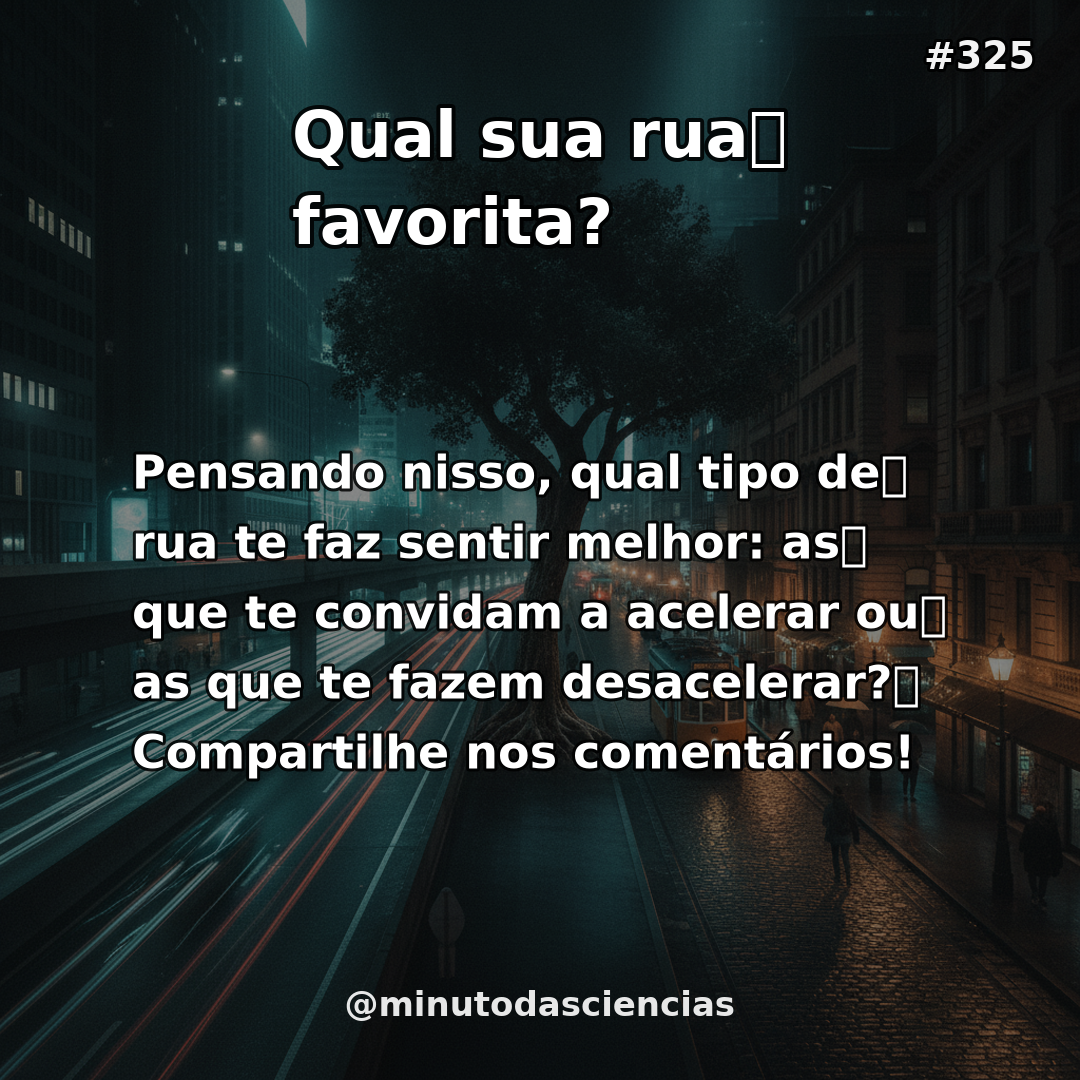 #325
Qual sua rua▯
favorita?
Pensando nisso, qual tipo de▯
rua te faz sentir melhor: as▯
que te convidam a acelerar ou▯
as que te fazem desacelerar?▯
Compartilhe nos comentários!
@minutodasciencias